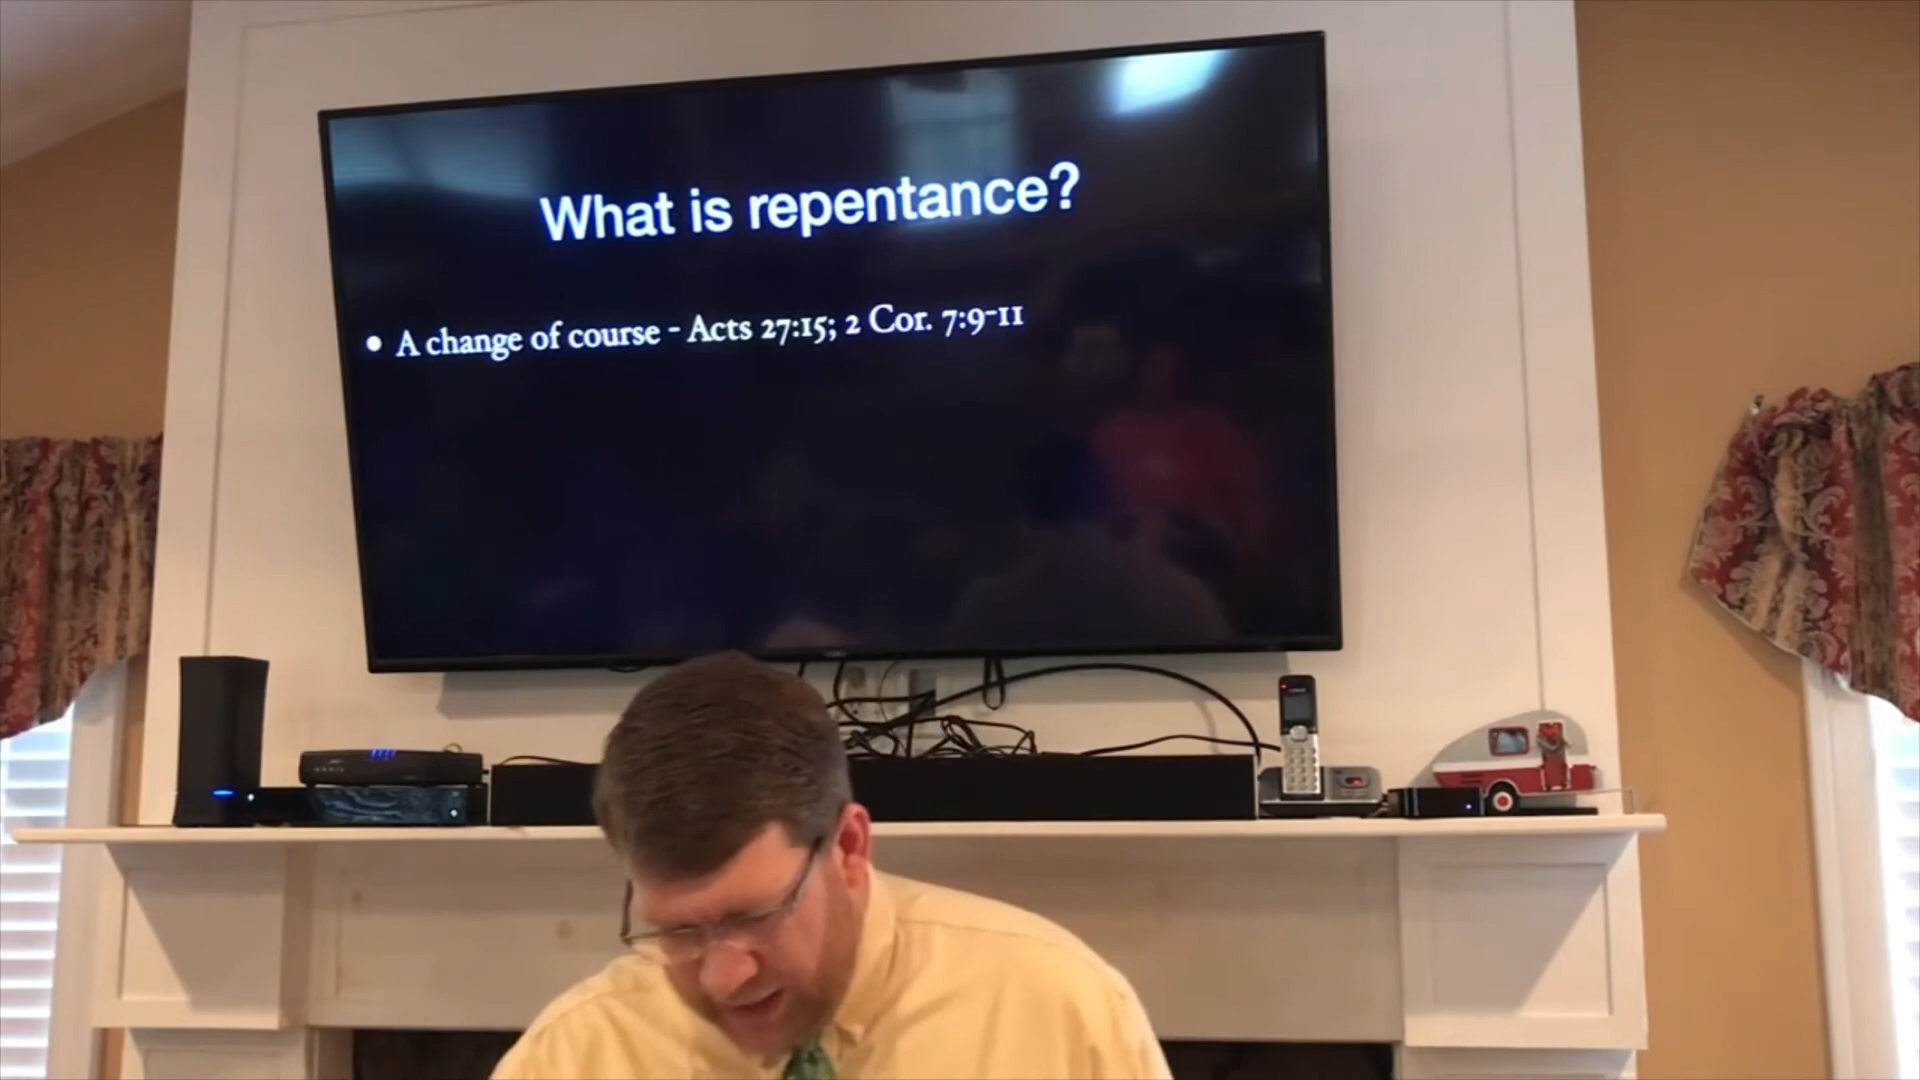 What is repentance?
• A change of course - Acts 27:15; 2 Cor. 7:9-11